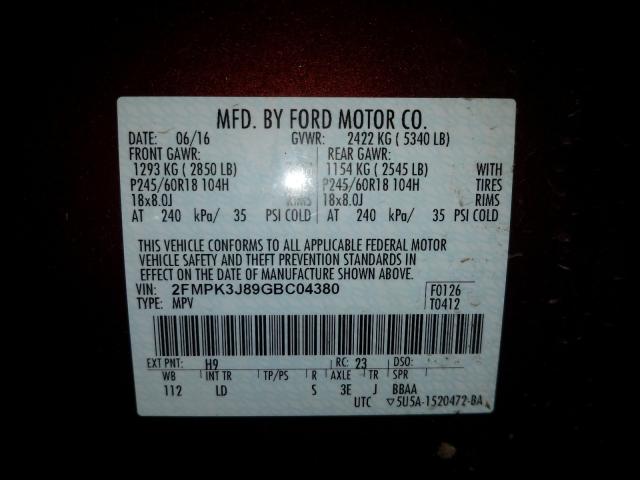 MFD. BY FORD MOTOR CO.
DATE: 06/16 GVWR: 2422 KG ( 5340 LB)
FRONT GAWR: REAR GAWR:
1293 KG ( 2850 LB) 1154 KG ( 2545 LB) WITH
P245/60R18 104H P245/60R18 104H TIRES
18x8.0J RIMS 18x8.0J RIMS
AT 240 kPa/ 35 PSI COLD AT 240 kPa/ 35 PSI COLD
THIS VEHICLE CONFORMS TO ALL APPLICABLE FEDERAL MOTOR
VEHICLE SAFETY AND THEFT PREVENTION STANDARDS IN
EFFECT ON THE DATE OF MANUFACTURE SHOWN ABOVE.
VIN: 2FMPK3J89GBC04380 F0126
TYPE: MPV T0412
EXT PNT: H9 RC: 23 DSO:
WB INT TR TP/PS R AXLE TR SPR
112 LD S 3E J BBAA
UTC ▽5U5A-1520472-BA